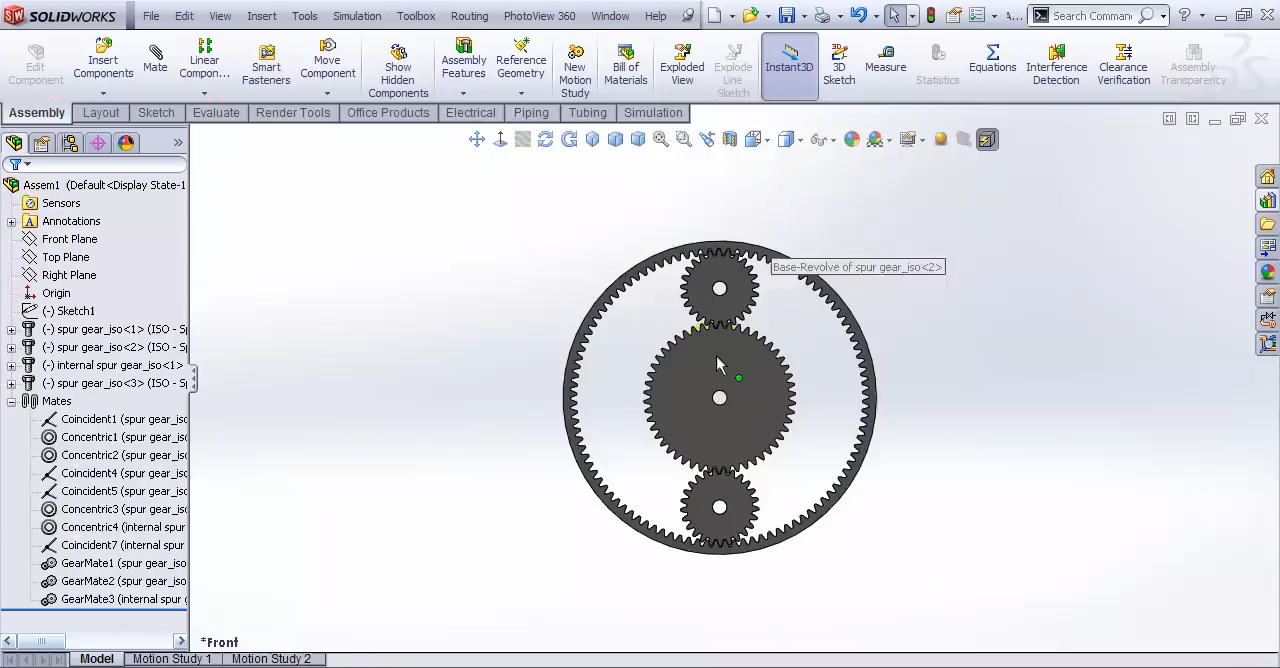 SOLIDWORKS File Edit View Insert Tools Simulation Toolbox Routing PhotoView 360 Window Help A... Search Comman ?
Edit Component
Insert Components
Mate
Linear Compon...
Smart Fasteners
Move Component
Show Hidden Components
Assembly Features
Reference Geometry
New Motion Study
Bill of Materials
Exploded View
Explode Line Sketch
Instant3D
3D Sketch
Measure
Statistics
Equations
Interference Detection
Clearance Verification
Assembly Transparency
Assembly Layout Sketch Evaluate Render Tools Office Products Electrical Piping Tubing Simulation
Assem1 (Default<Display State-1
Sensors
Annotations
Front Plane
Top Plane
Right Plane
Origin
(-) Sketch1
(-) spur gear_iso<1> (ISO - Sp
(-) spur gear_iso<2> (ISO - Sp
(-) internal spur gear_iso<1>
(-) spur gear_iso<3> (ISO - Sp
Mates
Coincident1 (spur gear_iso
Concentric1 (spur gear_iso
Concentric2 (spur gear_iso
Coincident4 (spur gear_iso
Coincident5 (spur gear_iso
Concentric3 (spur gear_iso
Concentric4 (internal spur
Coincident7 (internal spur
GearMate1 (spur gear_iso
GearMate2 (spur gear_iso
GearMate3 (internal spur g
Base-Revolve of spur gear_iso<2>
*Front
Model Motion Study 1 Motion Study 2